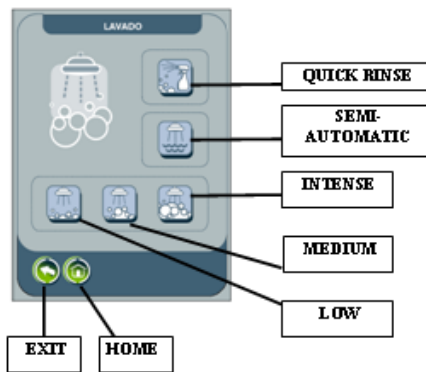 LAVADO
QUICK RINSE
SEMI-
AUTOMATIC
INTENSE
MEDIUM
LOW
EXIT
HOME